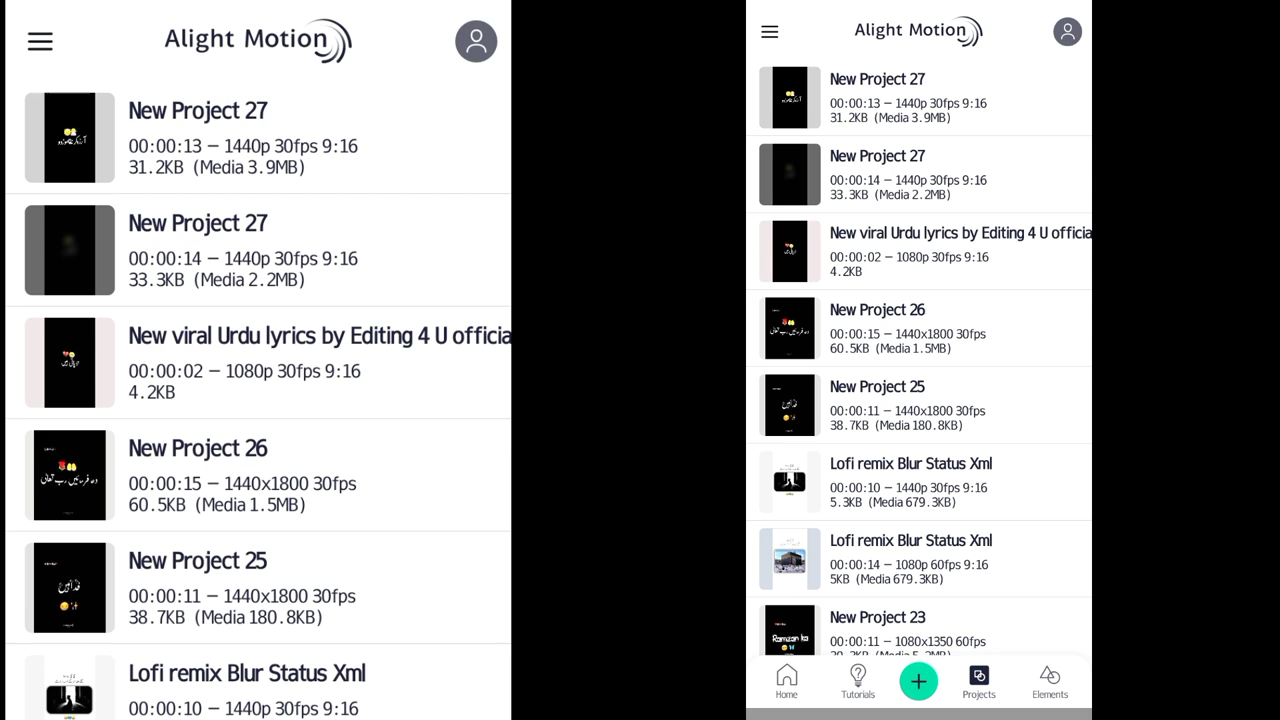 Alight Motion
New Project 27
00:00:13 – 1440p 30fps 9:16
31.2KB (Media 3.9MB)
New Project 27
00:00:14 – 1440p 30fps 9:16
33.3KB (Media 2.2MB)
New viral Urdu lyrics by Editing 4 U officia
00:00:02 – 1080p 30fps 9:16
4.2KB
New Project 26
00:00:15 – 1440x1800 30fps
60.5KB (Media 1.5MB)
New Project 25
00:00:11 – 1440x1800 30fps
38.7KB (Media 180.8KB)
Lofi remix Blur Status Xml
00:00:10 – 1440p 30fps 9:16
Alight Motion
New Project 27
00:00:13 – 1440p 30fps 9:16
31.2KB (Media 3.9MB)
New Project 27
00:00:14 – 1440p 30fps 9:16
33.3KB (Media 2.2MB)
New viral Urdu lyrics by Editing 4 U officia
00:00:02 – 1080p 30fps 9:16
4.2KB
New Project 26
00:00:15 – 1440x1800 30fps
60.5KB (Media 1.5MB)
New Project 25
00:00:11 – 1440x1800 30fps
38.7KB (Media 180.8KB)
Lofi remix Blur Status Xml
00:00:10 – 1440p 30fps 9:16
5.3KB (Media 679.3KB)
Lofi remix Blur Status Xml
00:00:14 – 1080p 60fps 9:16
5KB (Media 679.3KB)
New Project 23
00:00:11 – 1080x1350 60fps
Ramzan ka
Home
Tutorials
Projects
Elements